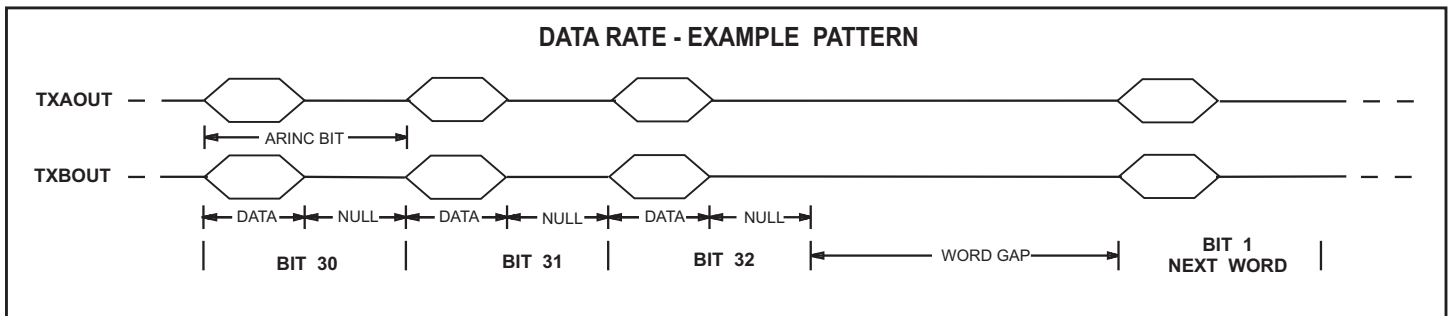 DATA RATE - EXAMPLE PATTERN
TXAOUT
ARINC BIT
TXBOUT
DATA NULL DATA NULL DATA NULL
BIT 30 BIT 31 BIT 32 WORD GAP BIT 1
NEXT WORD